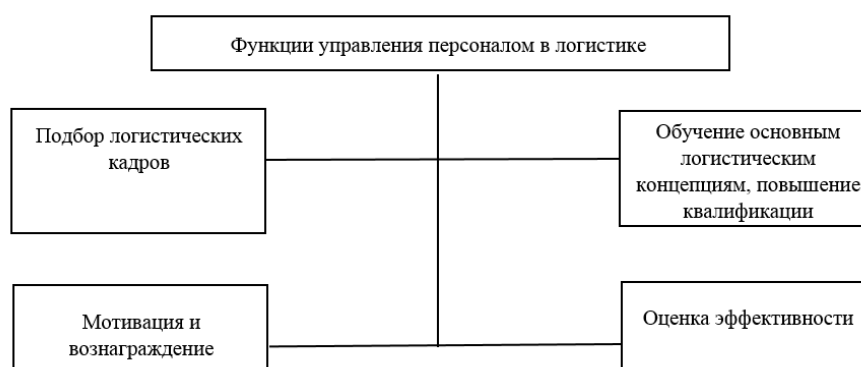 Функции управления персоналом в логистике
Подбор логистических
кадров
Обучение основным
логистическим
концепциям, повышение
квалификации
Мотивация и
вознаграждение
Оценка эффективности